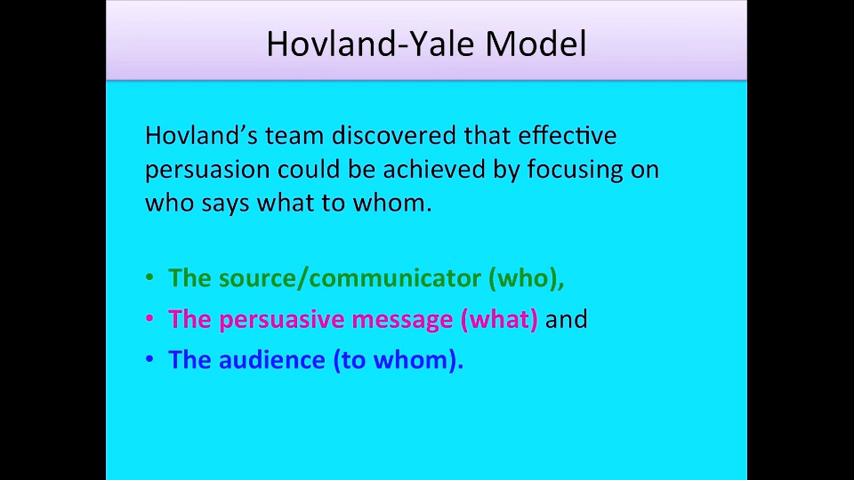 Hovland-Yale Model
Hovland’s team discovered that effective
persuasion could be achieved by focusing on
who says what to whom.
• The source/communicator (who),
• The persuasive message (what) and
• The audience (to whom).